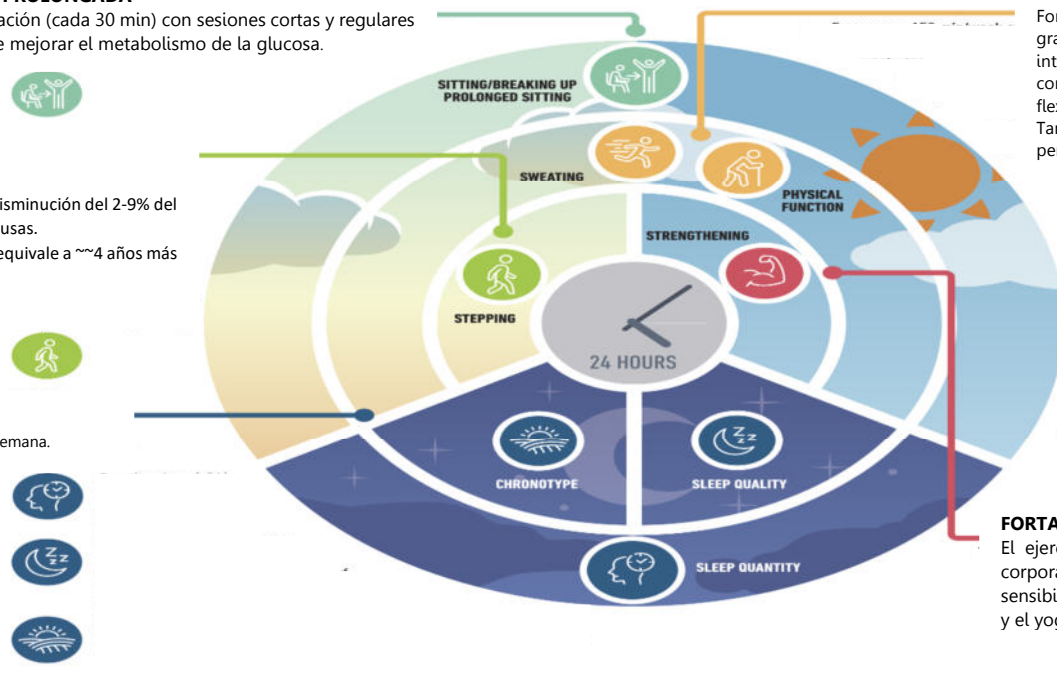 PROLONGADA
ación (cada 30 min) con sesiones cortas y regulares
e mejorar el metabolismo de la glucosa.
isminución del 2-9% del
usas.
equivale a ~~4 años más
emana.
SITTING/BREAKING UP
PROLONGED SITTING
SWEATING
PHYSICAL
FUNCTION
STRENGTHENING
STEPPING
24 HOURS
CHRONOTYPE
SLEEP QUALITY
SLEEP QUANTITY
For
gra
int
cor
flex
Tar
per
FORTA
El ejer
corpora
sensibi
y el yog